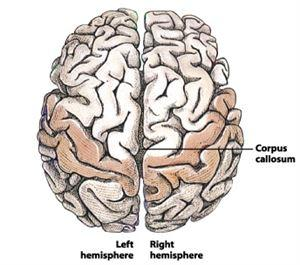 Corpus
callosum
Left
hemisphere
Right
hemisphere